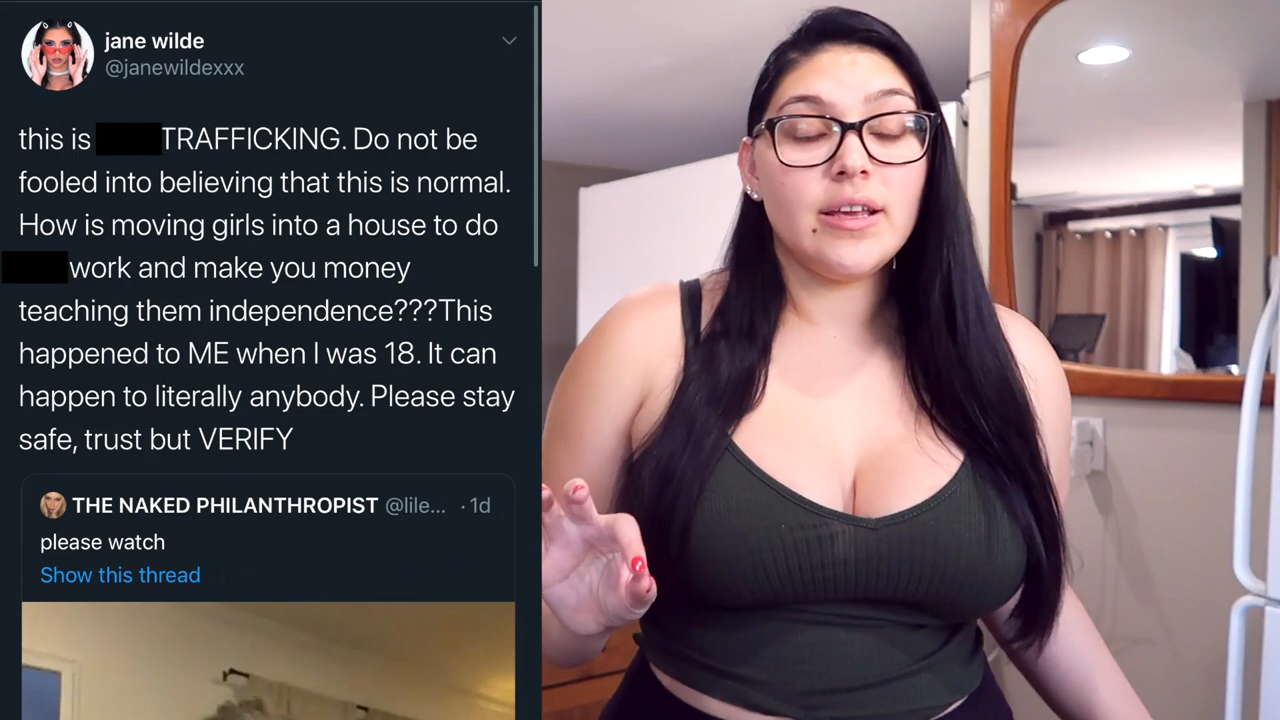 jane wilde
@janewildexxx
this is TRAFFICKING. Do not be
fooled into believing that this is normal.
How is moving girls into a house to do
work and make you money
teaching them independence???This
happened to ME when I was 18. It can
happen to literally anybody. Please stay
safe, trust but VERIFY
THE NAKED PHILANTHROPIST @lile... · 1d
please watch
Show this thread